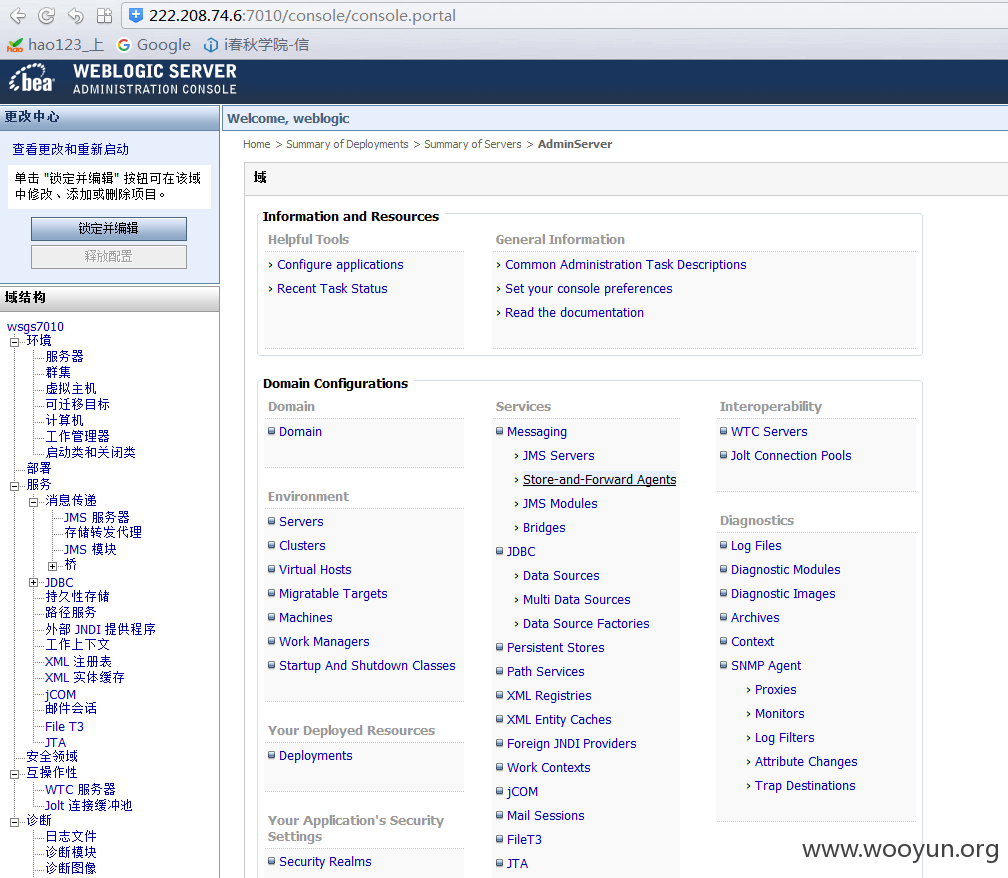 222.208.74.6:7010/console/console.portal
hao123_上 Google i春秋学院-信
bea WEBLOGIC SERVER
ADMINISTRATION CONSOLE
更改中心
查看更改和重新启动
单击 "锁定并编辑" 按钮可在该域
中修改、添加或删除项目。
锁定并编辑
释放配置
域结构
wsgs7010
环境
服务器
群集
虚拟主机
可迁移目标
计算机
工作管理器
启动类和关闭类
部署
服务
消息传递
JMS 服务器
存储转发代理
JMS 模块
桥
JDBC
持久性存储
路径服务
外部 JNDI 提供程序
工作上下文
XML 注册表
XML 实体缓存
jCOM
邮件会话
File T3
JTA
安全领域
互操作性
WTC 服务器
Jolt 连接缓冲池
诊断
日志文件
诊断模块
诊断图像
Welcome, weblogic
Home > Summary of Deployments > Summary of Servers > AdminServer
域
Information and Resources
Helpful Tools
› Configure applications
› Recent Task Status
General Information
› Common Administration Task Descriptions
› Set your console preferences
› Read the documentation
Domain Configurations
Domain
Domain
Environment
Servers
Clusters
Virtual Hosts
Migratable Targets
Machines
Work Managers
Startup And Shutdown Classes
Your Deployed Resources
Deployments
Your Application's Security
Settings
Security Realms
Services
Messaging
› JMS Servers
› Store-and-Forward Agents
› JMS Modules
› Bridges
JDBC
› Data Sources
› Multi Data Sources
› Data Source Factories
Persistent Stores
Path Services
XML Registries
XML Entity Caches
Foreign JNDI Providers
Work Contexts
jCOM
Mail Sessions
FileT3
JTA
Interoperability
WTC Servers
Jolt Connection Pools
Diagnostics
Log Files
Diagnostic Modules
Diagnostic Images
Archives
Context
SNMP Agent
› Proxies
› Monitors
› Log Filters
› Attribute Changes
› Trap Destinations
www.wooyun.org